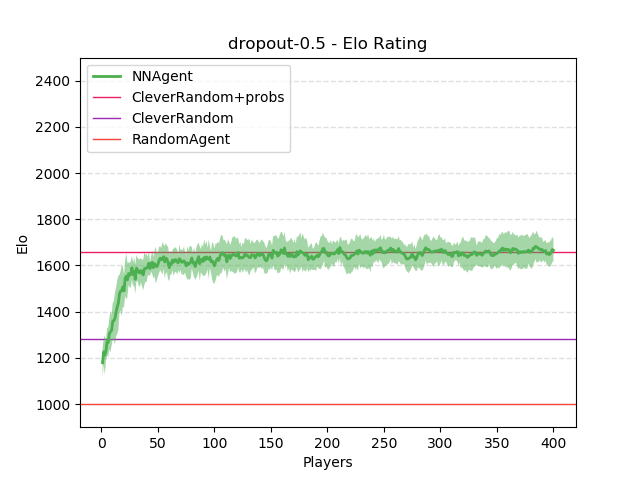 dropout-0.5 - Elo Rating
NNAgent
CleverRandom+probs
CleverRandom
RandomAgent
Elo
2400
2200
2000
1800
1600
1400
1200
1000
0 50 100 150 200 250 300 350 400
Players